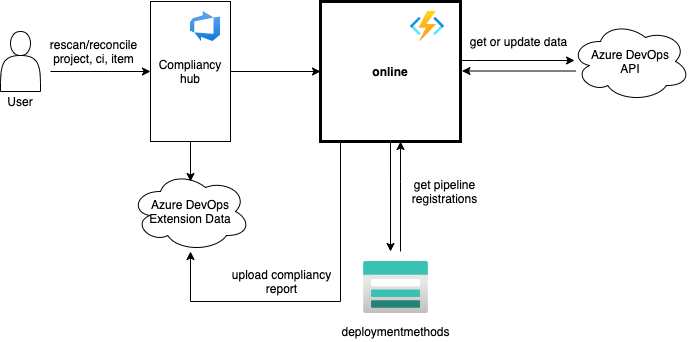 User
rescan/reconcile
project, ci, item
Compliancy
hub
online
get or update data
Azure DevOps
API
Azure DevOps
Extension Data
get pipeline
registrations
upload compliancy
report
deploymentmethods